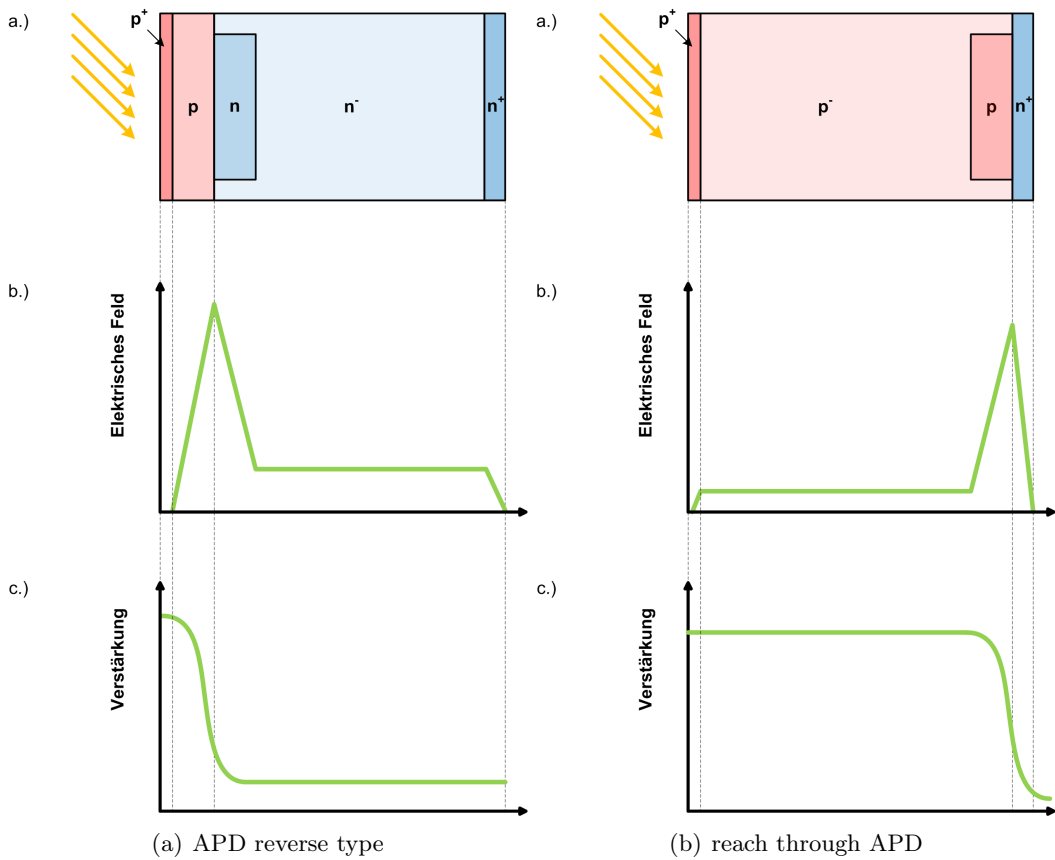 a.)
p+
p
n
n-
n+
b.)
Elektrisches Feld
c.)
Verstärkung
(a) APD reverse type
a.)
p+
p-
p
n+
b.)
Elektrisches Feld
c.)
Verstärkung
(b) reach through APD